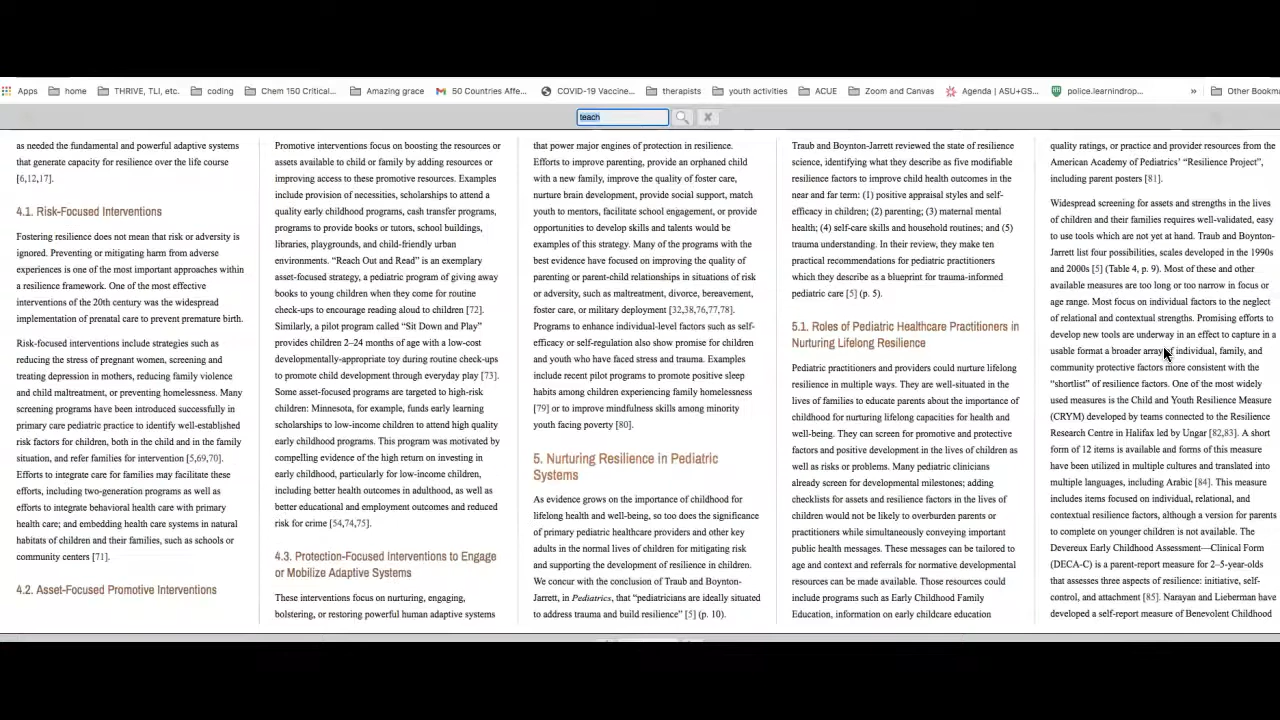 Apps home THRIVE, TLI, etc. coding Chem 150 Critical... Amazing grace 50 Countries Affe... COVID-19 Vaccine... therapists youth activities ACUE Zoom and Canvas Agenda | ASU+GS... police.learnindrop... » Other Bookma
teach
as needed the fundamental and powerful adaptive systems
that generate capacity for resilience over the life course
[6,12,17].
4.1. Risk-Focused Interventions
Fostering resilience does not mean that risk or adversity is
ignored. Preventing or mitigating harm from adverse
experiences is one of the most important approaches within
a resilience framework. One of the most effective
interventions of the 20th century was the widespread
implementation of prenatal care to prevent premature birth.
Risk-focused interventions include strategies such as
reducing the stress of pregnant women, screening and
treating depression in mothers, reducing family violence
and child maltreatment, or preventing homelessness. Many
screening programs have been introduced successfully in
primary care pediatric practice to identify well-established
risk factors for children, both in the child and in the family
situation, and refer families for intervention [5,69,70].
Efforts to integrate care for families may facilitate these
efforts, including two-generation programs as well as
efforts to integrate behavioral health care with primary
health care; and embedding health care systems in natural
habitats of children and their families, such as schools or
community centers [71].
4.2. Asset-Focused Promotive Interventions
Promotive interventions focus on boosting the resources or
assets available to child or family by adding resources or
improving access to these promotive resources. Examples
include provision of necessities, scholarships to attend a
quality early childhood programs, cash transfer programs,
programs to provide books or tutors, school buildings,
libraries, playgrounds, and child-friendly urban
environments. “Reach Out and Read” is an exemplary
asset-focused strategy, a pediatric program of giving away
books to young children when they come for routine
check-ups to encourage reading aloud to children [72].
Similarly, a pilot program called “Sit Down and Play”
provides children 2–24 months of age with a low-cost
developmentally-appropriate toy during routine check-ups
to promote child development through everyday play [73].
Some asset-focused programs are targeted to high-risk
children: Minnesota, for example, funds early learning
scholarships to low-income children to attend high quality
early childhood programs. This program was motivated by
compelling evidence of the high return on investing in
early childhood, particularly for low-income children,
including better health outcomes in adulthood, as well as
better educational and employment outcomes and reduced
risk for crime [54,74,75].
4.3. Protection-Focused Interventions to Engage
or Mobilize Adaptive Systems
These interventions focus on nurturing, engaging,
bolstering, or restoring powerful human adaptive systems
that power major engines of protection in resilience.
Efforts to improve parenting, provide an orphaned child
with a new family, improve the quality of foster care,
nurture brain development, provide social support, match
youth to mentors, facilitate school engagement, or provide
opportunities to develop skills and talents would be
examples of this strategy. Many of the programs with the
best evidence have focused on improving the quality of
parenting or parent-child relationships in situations of risk
or adversity, such as maltreatment, divorce, bereavement,
foster care, or military deployment [32,38,76,77,78].
Programs to enhance individual-level factors such as self-
efficacy or self-regulation also show promise for children
and youth who have faced stress and trauma. Examples
include recent pilot programs to promote positive sleep
habits among children experiencing family homelessness
[79] or to improve mindfulness skills among minority
youth facing poverty [80].
5. Nurturing Resilience in Pediatric
Systems
As evidence grows on the importance of childhood for
lifelong health and well-being, so too does the significance
of primary pediatric healthcare providers and other key
adults in the normal lives of children for mitigating risk
and supporting the development of resilience in children.
We concur with the conclusion of Traub and Boynton-
Jarrett, in Pediatrics, that “pediatricians are ideally situated
to address trauma and build resilience” [5] (p. 10).
Traub and Boynton-Jarrett reviewed the state of resilience
science, identifying what they describe as five modifiable
resilience factors to improve child health outcomes in the
near and far term: (1) positive appraisal styles and self-
efficacy in children; (2) parenting; (3) maternal mental
health; (4) self-care skills and household routines; and (5)
trauma understanding. In their review, they make ten
practical recommendations for pediatric practitioners
which they describe as a blueprint for trauma-informed
pediatric care [5] (p. 5).
5.1. Roles of Pediatric Healthcare Practitioners in
Nurturing Lifelong Resilience
Pediatric practitioners and providers could nurture lifelong
resilience in multiple ways. They are well-situated in the
lives of families to educate parents about the importance of
childhood for nurturing lifelong capacities for health and
well-being. They can screen for promotive and protective
factors and positive development in the lives of children as
well as risks or problems. Many pediatric clinicians
already screen for developmental milestones; adding
checklists for assets and resilience factors in the lives of
children would not be likely to overburden parents or
practitioners while simultaneously conveying important
public health messages. These messages can be tailored to
age and context and referrals for normative developmental
resources can be made available. Those resources could
include programs such as Early Childhood Family
Education, information on early childcare education
quality ratings, or practice and provider resources from the
American Academy of Pediatrics’ “Resilience Project”,
including parent posters [81].
Widespread screening for assets and strengths in the lives
of children and their families requires well-validated, easy
to use tools which are not yet at hand. Traub and Boynton-
Jarrett list four possibilities, scales developed in the 1990s
and 2000s [5] (Table 4, p. 9). Most of these and other
available measures are too long or too narrow in focus or
age range. Most focus on individual factors to the neglect
of relational and contextual strengths. Promising efforts to
develop new tools are underway in an effect to capture in a
usable format a broader array of individual, family, and
community protective factors more consistent with the
“shortlist” of resilience factors. One of the most widely
used measures is the Child and Youth Resilience Measure
(CRYM) developed by teams connected to the Resilience
Research Centre in Halifax led by Ungar [82,83]. A short
form of 12 items is available and forms of this measure
have been utilized in multiple cultures and translated into
multiple languages, including Arabic [84]. This measure
includes items focused on individual, relational, and
contextual resilience factors, although a version for parents
to complete on younger children is not available. The
Devereux Early Childhood Assessment—Clinical Form
(DECA-C) is a parent-report measure for 2–5-year-olds
that assesses three aspects of resilience: initiative, self-
control, and attachment [85]. Narayan and Lieberman have
developed a self-report measure of Benevolent Childhood